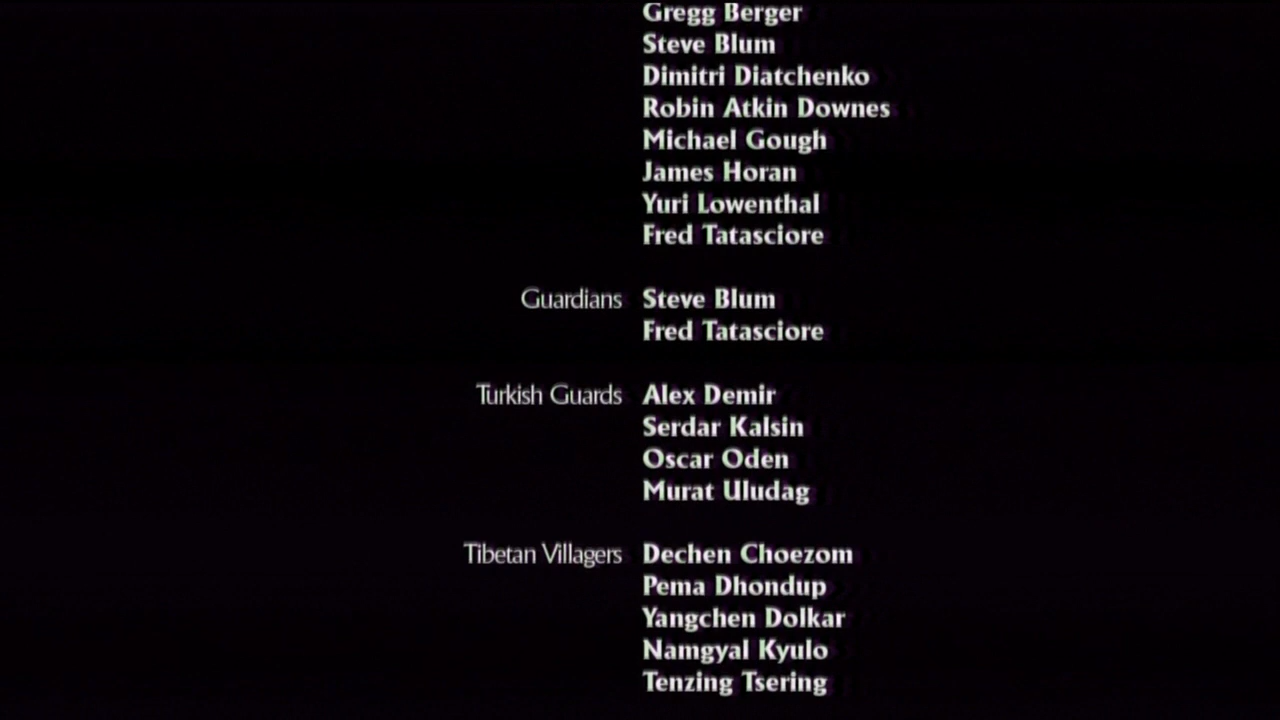 Gregg Berger
Steve Blum
Dimitri Diatchenko
Robin Atkin Downes
Michael Gough
James Horan
Yuri Lowenthal
Fred Tatasciore
Guardians Steve Blum
Fred Tatasciore
Turkish Guards Alex Demir
Serdar Kalsin
Oscar Oden
Murat Uludag
Tibetan Villagers Dechen Choezom
Pema Dhondup
Yangchen Dolkar
Namgyal Kyulo
Tenzing Tsering